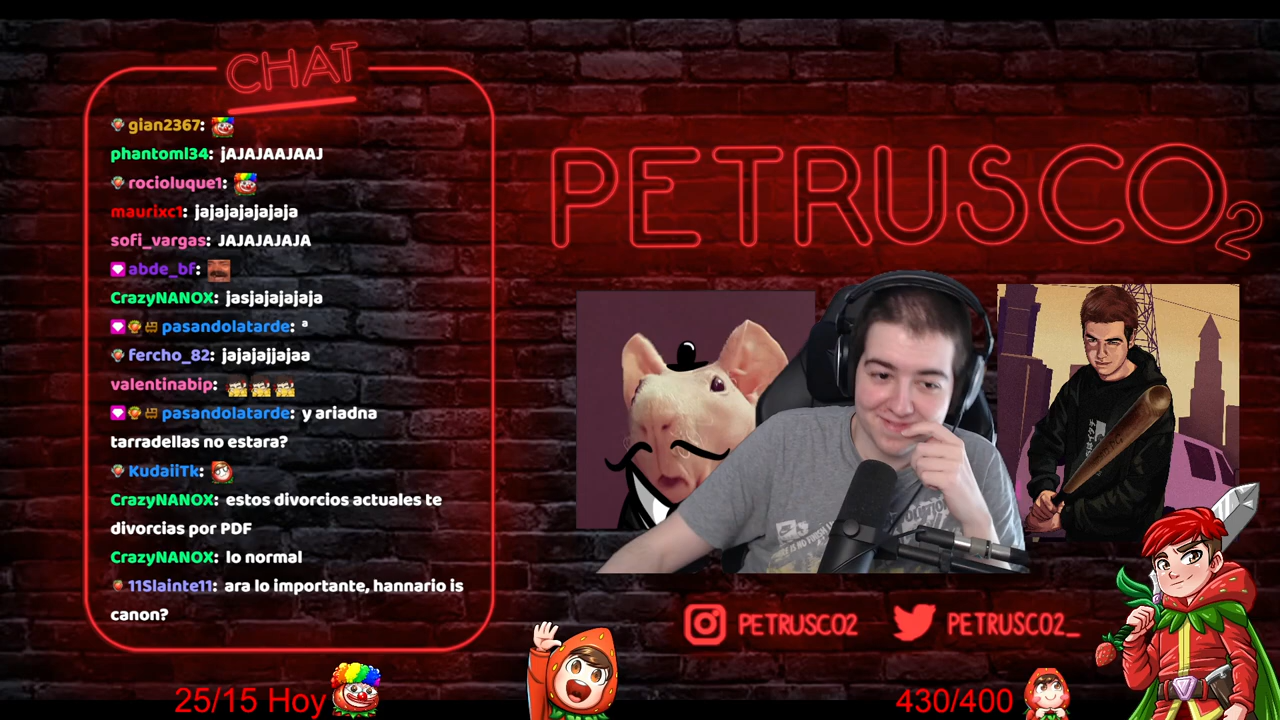 CHAT
gian2367:
phantoml34: jAJAJAAJAAJ
rocioluque1:
maurixc1: jajajajajajaja
sofi_vargas: JAJAJAJAJA
abde_bf:
CrazyNANOX: jasjajajajaja
pasandolatarde: ª
fercho_82: jajajajjajaa
valentinabip:
pasandolatarde: y ariadna
tarradellas no estara?
KudaiiTk:
CrazyNANOX: estos divorcios actuales te
divorcias por PDF
CrazyNANOX: lo normal
11Slainte11: ara lo importante, hannario is
canon?
PETRUSCO2
PETRUSCO2
PETRUSCO2_
25/15 Hoy
430/400